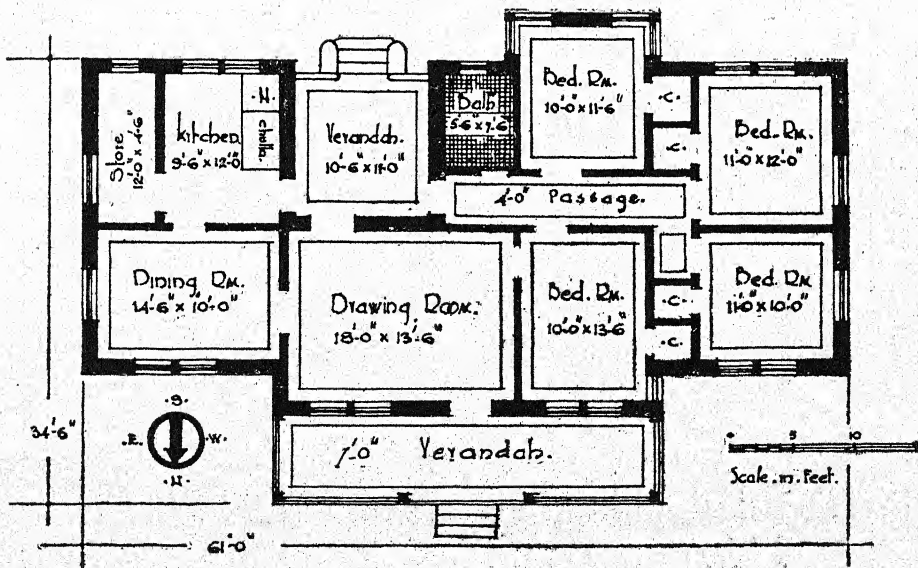 Store
12'-0" x 4'-6"
Kitchen
9'-6" x 12'-0"
.H.
Chulla.
Verandah.
10'-6" x 11'-0"
Bath
5'-6" x 7'-6"
Bed. Rm.
10'-0" x 11'-6"
.C.
.C.
Bed. Rm.
11'-0" x 12'-0"
4'-0" Passage.
Dining Rm.
14'-6" x 10'-0"
Drawing Room.
18'-0" x 13'-6"
Bed. Rm.
10'-0" x 13'-6"
.C.
.C.
Bed. Rm.
11'-0" x 10'-0"
7'-0" Verandah.
34'-6"
.S.
.E. .W.
.N.
0 5 10
Scale.in.Feet.
61'-0"